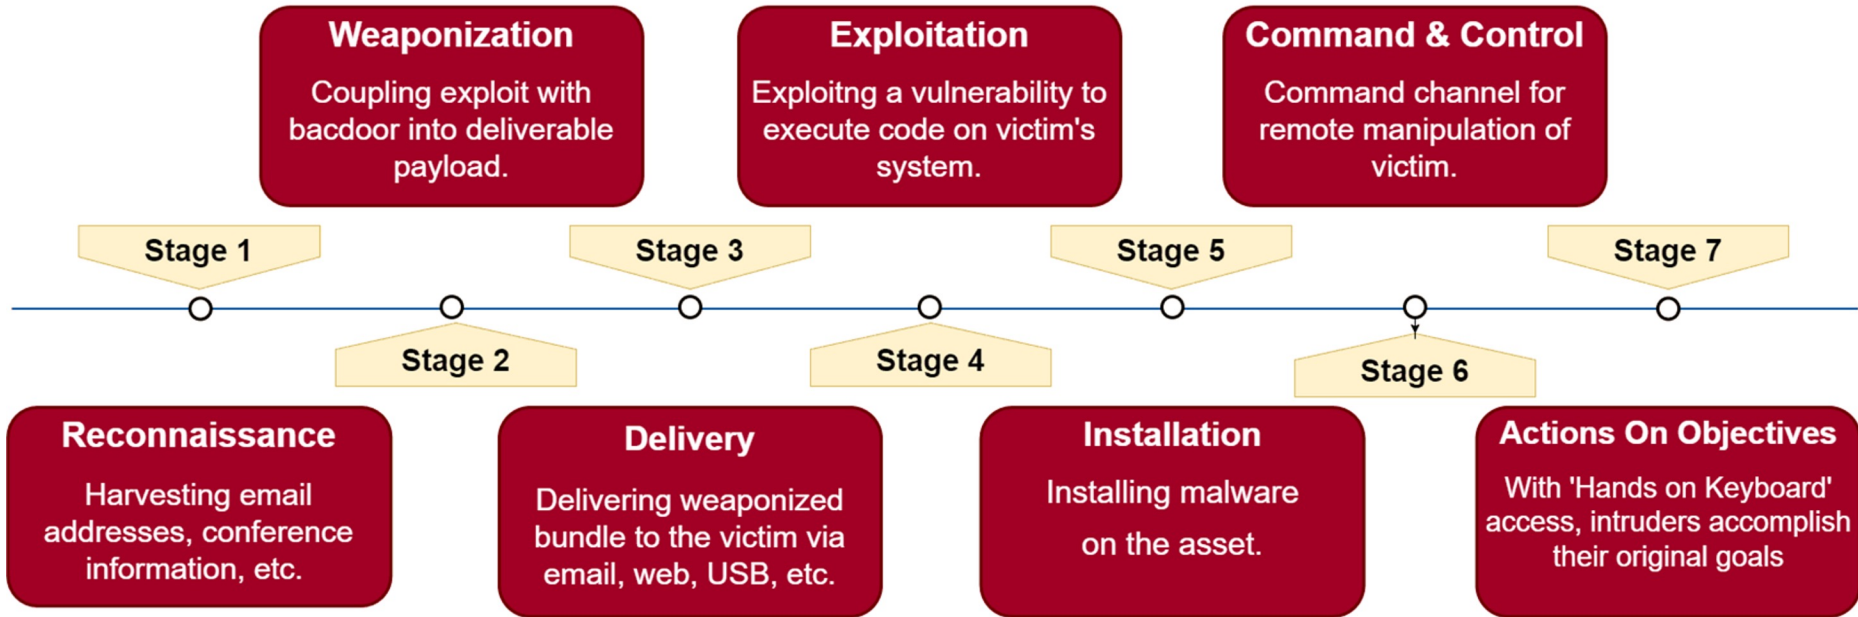 Weaponization
Coupling exploit with
bacdoor into deliverable
payload.
Exploitation
Exploitng a vulnerability to
execute code on victim's
system.
Command & Control
Command channel for
remote manipulation of
victim.
Stage 1
Stage 3
Stage 5
Stage 7
Stage 2
Stage 4
Stage 6
Reconnaissance
Harvesting email
addresses, conference
information, etc.
Delivery
Delivering weaponized
bundle to the victim via
email, web, USB, etc.
Installation
Installing malware
on the asset.
Actions On Objectives
With 'Hands on Keyboard'
access, intruders accomplish
their original goals